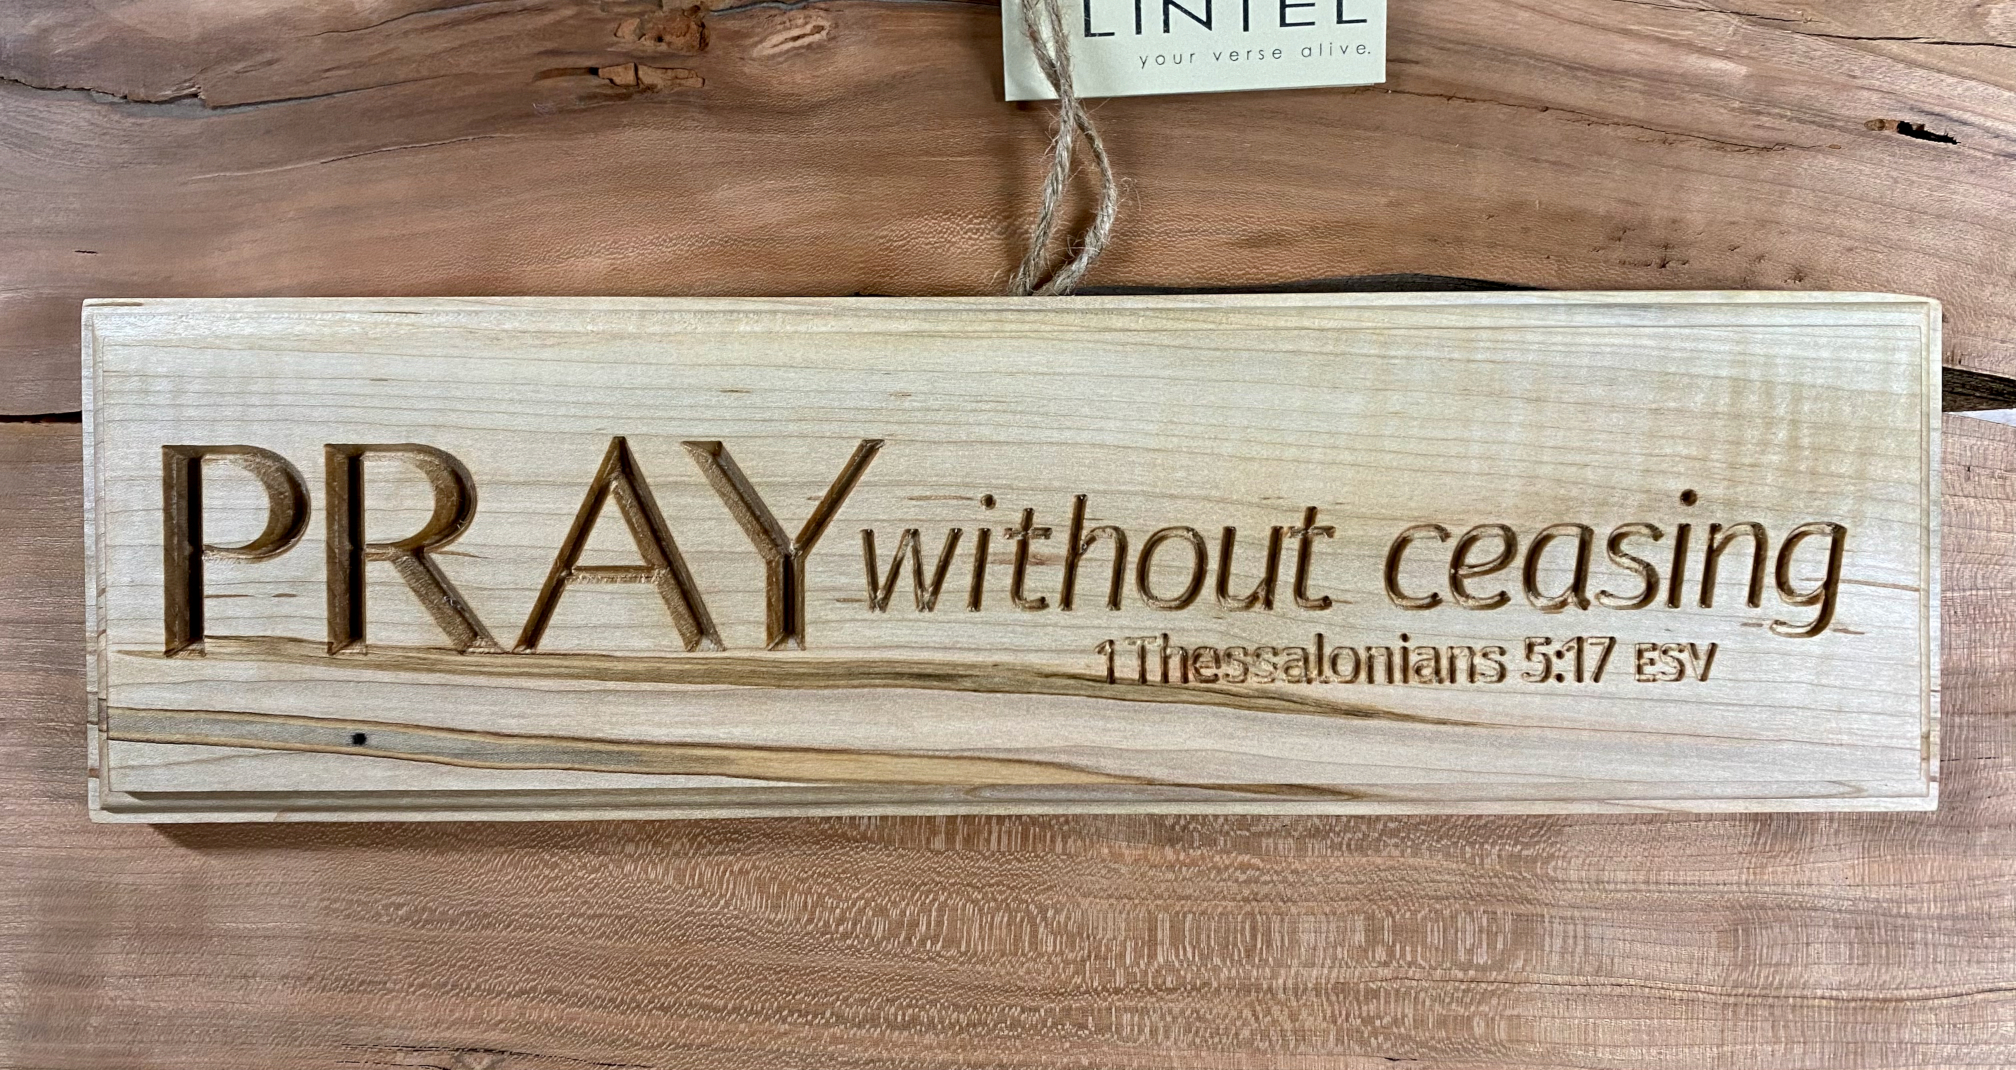 LINTEL
your verse alive.
PRAY without ceasing
1 Thessalonians 5:17 ESV